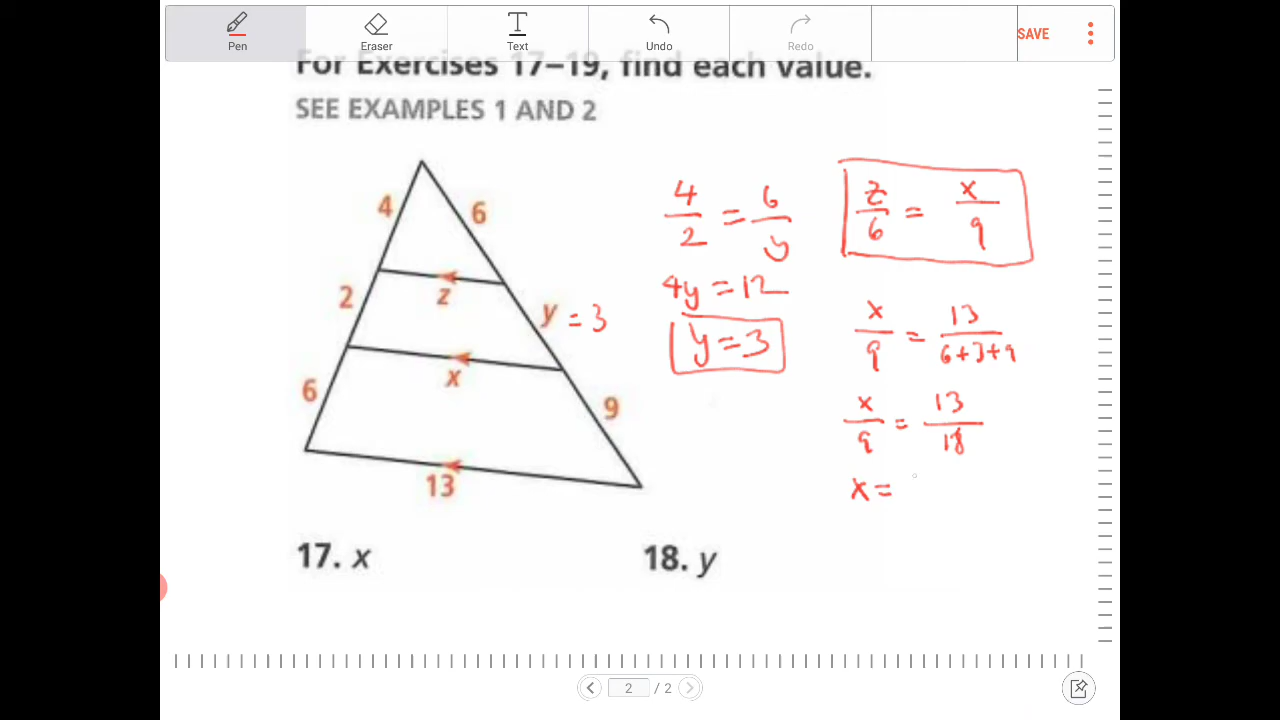 Pen Eraser Text Undo Redo SAVE
For Exercises 17–19, find each value.
SEE EXAMPLES 1 AND 2
4
6
2
z
y = 3
6
x
9
13
4/2 = 6/y
4y = 12
y = 3
z/6 = x/9
x/9 = 13/6+3+9
x/9 = 13/18
x =
17. x
18. y
2 / 2